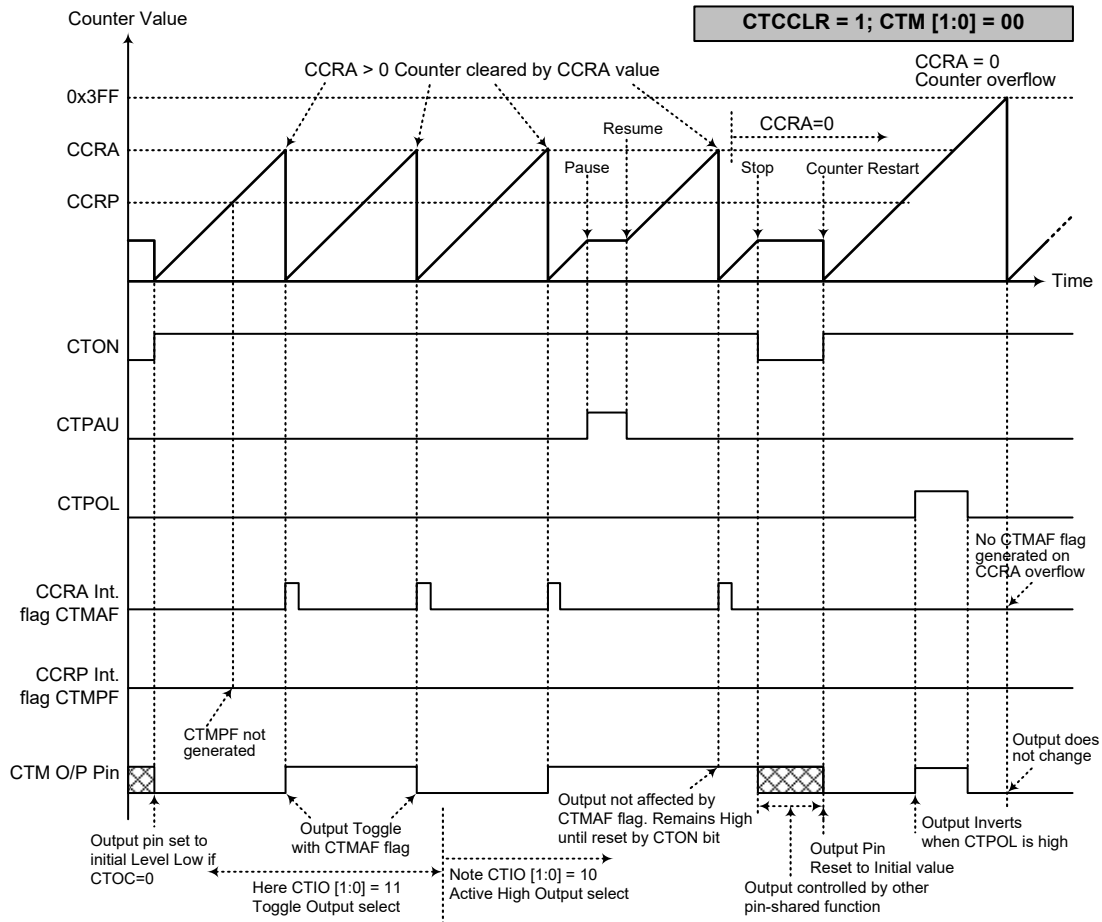 Counter Value
CTCCLR = 1; CTM [1:0] = 00
CCRA > 0 Counter cleared by CCRA value
CCRA = 0
Counter overflow
0x3FF
Resume
CCRA=0
CCRA
Pause
Stop
Counter Restart
CCRP
Time
CTON
CTPAU
CTPOL
No CTMAF flag
generated on
CCRA overflow
CCRA Int.
flag CTMAF
CCRP Int.
flag CTMPF
CTMPF not
generated
Output does
not change
CTM O/P Pin
Output pin set to
initial Level Low if
CTOC=0
Output Toggle
with CTMAF flag
Output not affected by
CTMAF flag. Remains High
until reset by CTON bit
Output Pin
Reset to Initial value
Output Inverts
when CTPOL is high
Here CTIO [1:0] = 11
Toggle Output select
Note CTIO [1:0] = 10
Active High Output select
Output controlled by other
pin-shared function